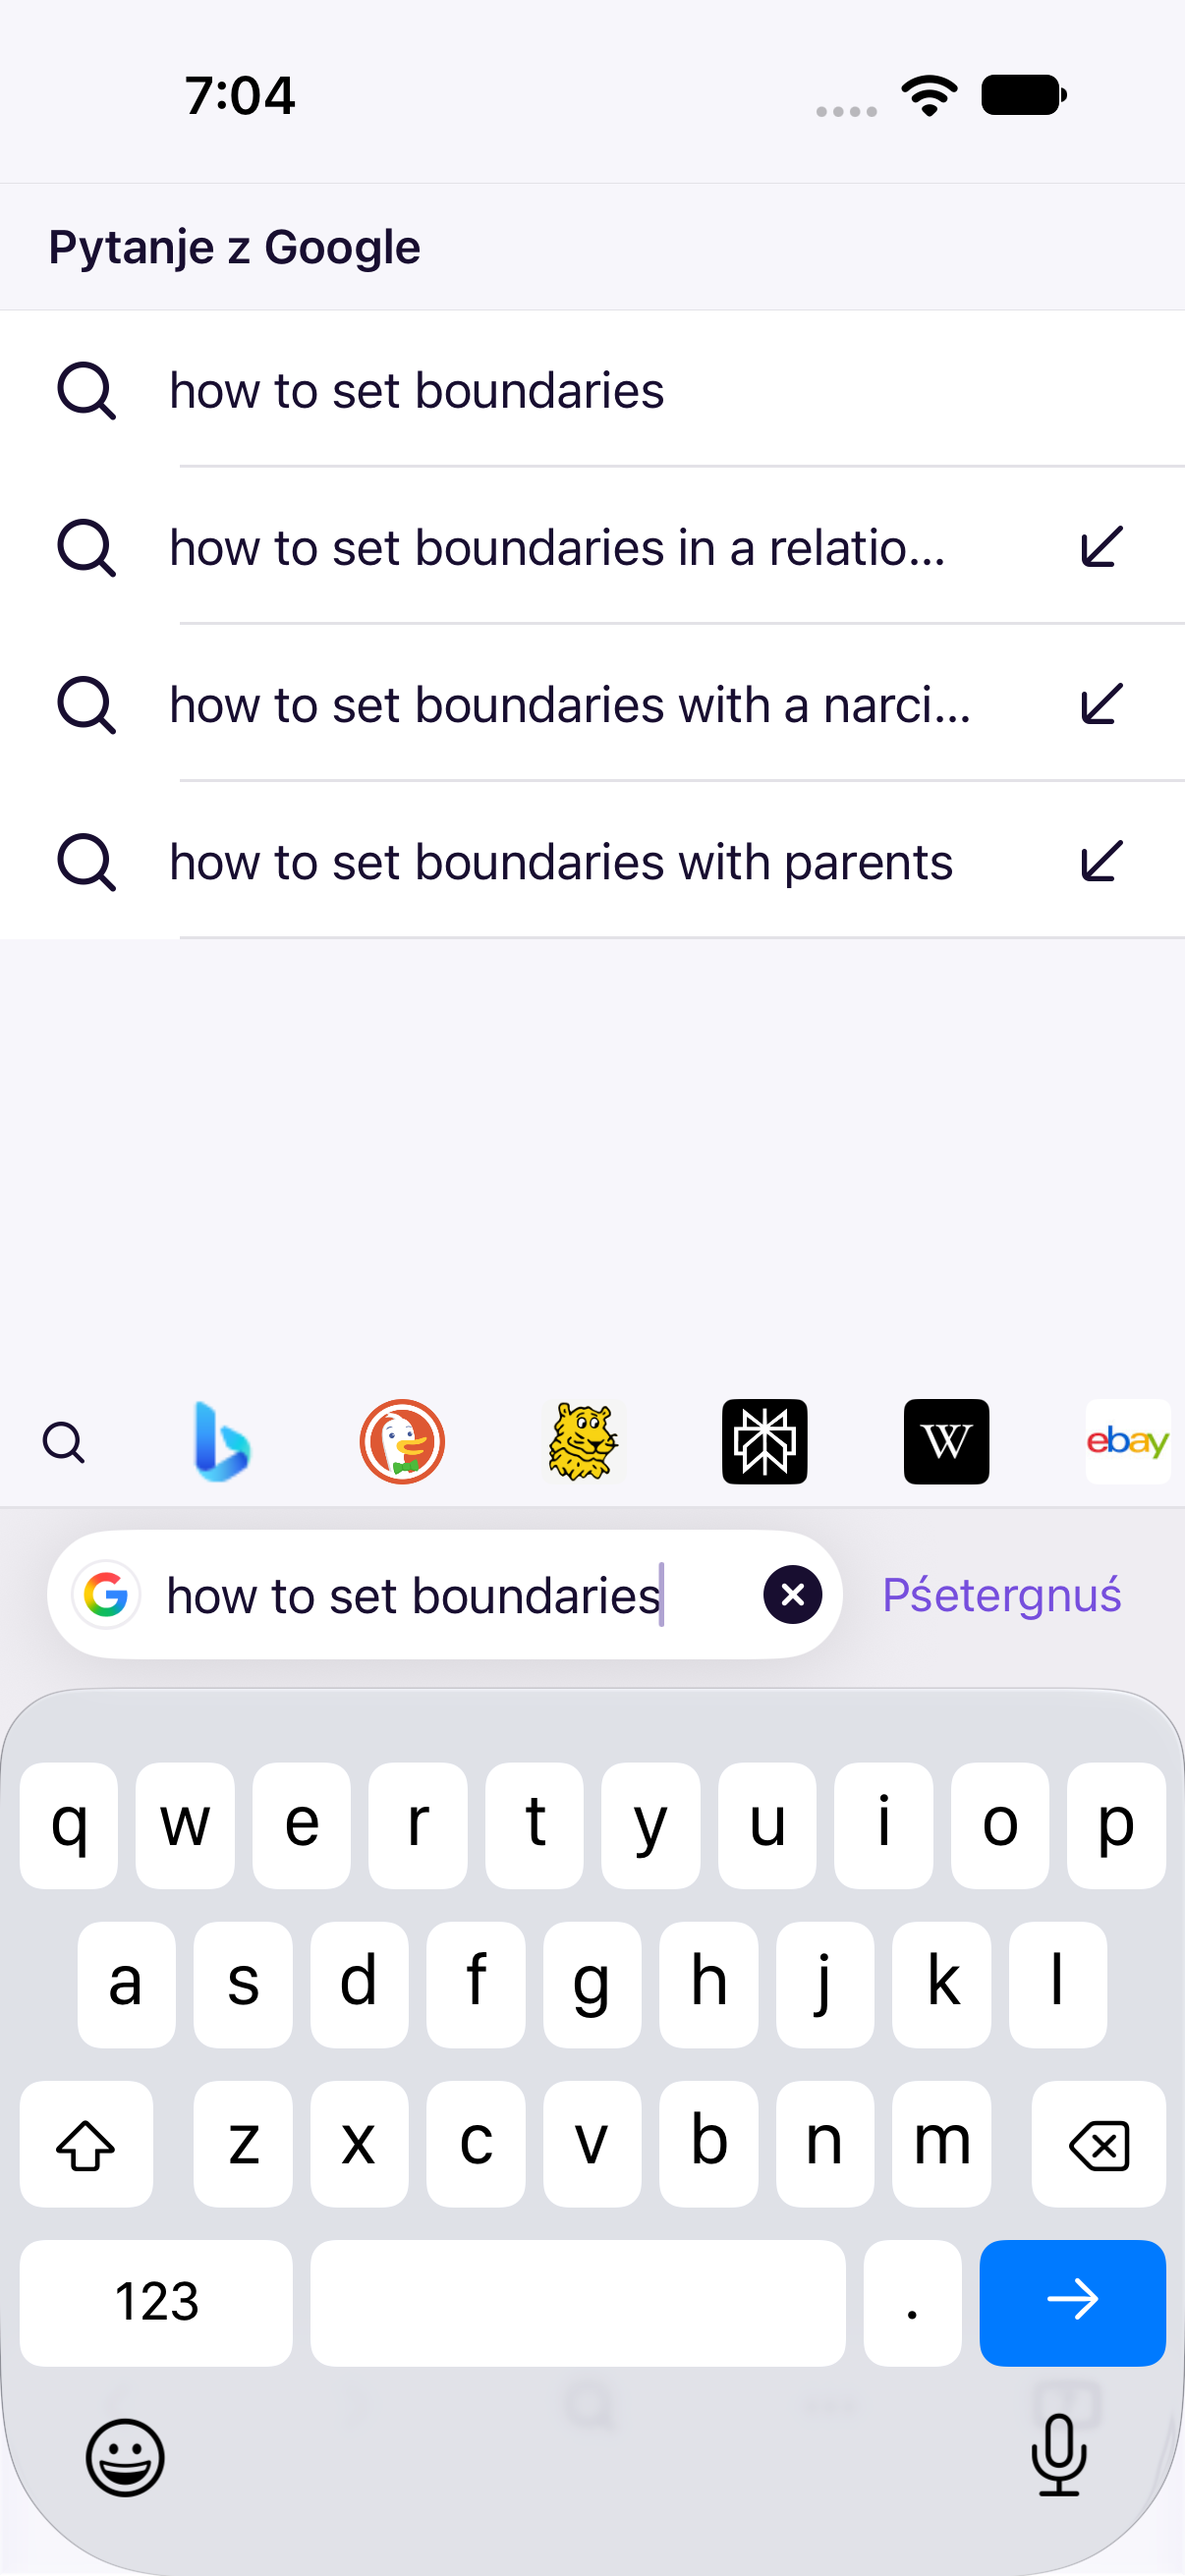 7:04
Pytanje z Google
how to set boundaries
how to set boundaries in a relatio...
how to set boundaries with a narci...
how to set boundaries with parents
W
ebay
how to set boundaries
Pśetergnuś
q w e r t y u i o p
a s d f g h j k l
z x c v b n m
123 .